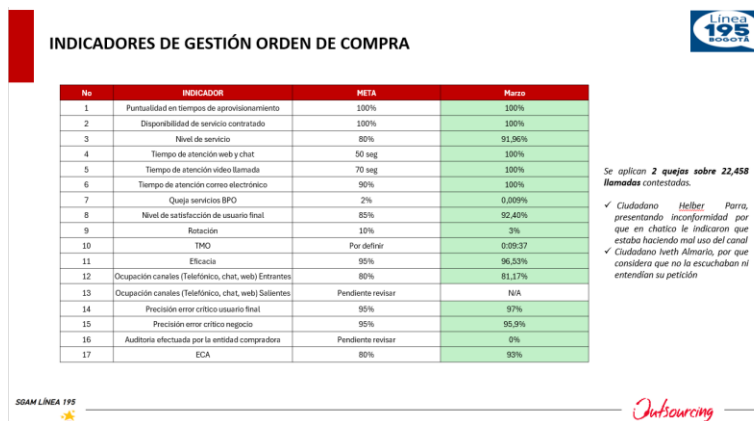 Línea
195
BOGOTÁ
INDICADORES DE GESTIÓN ORDEN DE COMPRA
No INDICADOR META Marzo
1 Puntualidad en tiempos de aprovisionamiento 100% 100%
2 Disponibilidad de servicio contratado 100% 100%
3 Nivel de servicio 80% 91,96%
4 Tiempo de atención web y chat 50 seg 100%
5 Tiempo de atención video llamada 70 seg 100%
6 Tiempo de atención correo electrónico 90% 100%
7 Queja servicios BPO 2% 0,009%
8 Nivel de satisfacción de usuario final 85% 92,40%
9 Rotación 10% 3%
10 TMO Por definir 0:09:37
11 Eficacia 95% 96,53%
12 Ocupación canales (Telefónico, chat, web) Entrantes 80% 81,17%
13 Ocupación canales (Telefónico, chat, web) Salientes Pendiente revisar N/A
14 Precisión error crítico usuario final 95% 97%
15 Precisión error crítico negocio 95% 95,9%
16 Auditoria efectuada por la entidad compradora Pendiente revisar 0%
17 ECA 80% 93%
Se aplican 2 quejas sobre 22,458
llamadas contestadas.
✓ Ciudadano Helber Parra,
presentando inconformidad por
que en chatico le indicaron que
estaba haciendo mal uso del canal
✓ Ciudadano Iveth Almario, por que
considera que no la escuchaban ni
entendían su petición
SGAM LÍNEA 195
Outsourcing